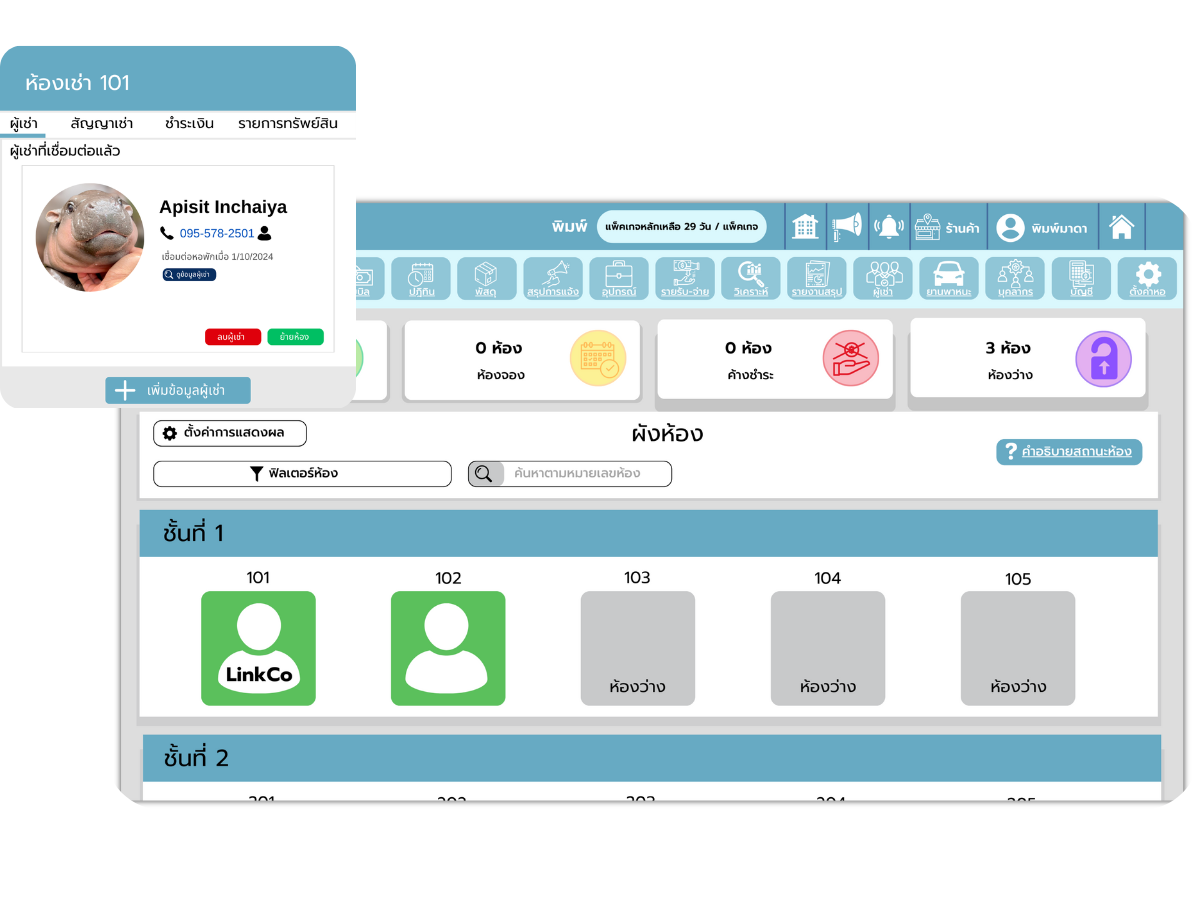 ห้องเช่า 101
ผู้เช่า สัญญาเช่า ชำระเงิน รายการทรัพย์สิน
ผู้เช่าที่เชื่อมต่อแล้ว
Apisit Inchaiya
095-578-2501
เชื่อมต่อหอพักเมื่อ 1/10/2024
ดูข้อมูลผู้เช่า
ลบผู้เช่า ย้ายห้อง
เพิ่มข้อมูลผู้เช่า
พิมพ์ แพ็คเกจหลักเหลือ 29 วัน / แพ็คเกจ ร้านค้า พิมพ์มาดา
บิล ปฏิทิน พัสดุ สรุปการแจ้ง อุปกรณ์ รายรับ-จ่าย วิเคราะห์ รายงานสรุป ผู้เช่า ยานพาหนะ บุคลากร บัญชี ตั้งค่าหอ
0 ห้อง 0 ห้อง 3 ห้อง
ห้องจอง ค้างชำระ ห้องว่าง
ตั้งค่าการแสดงผล ผังห้อง ? คำอธิบายสถานะห้อง
ฟิลเตอร์ห้อง ค้นหาตามหมายเลขห้อง
ชั้นที่ 1
101 102 103 104 105
LinkCo ห้องว่าง ห้องว่าง ห้องว่าง
ชั้นที่ 2
201 202 203 204 205